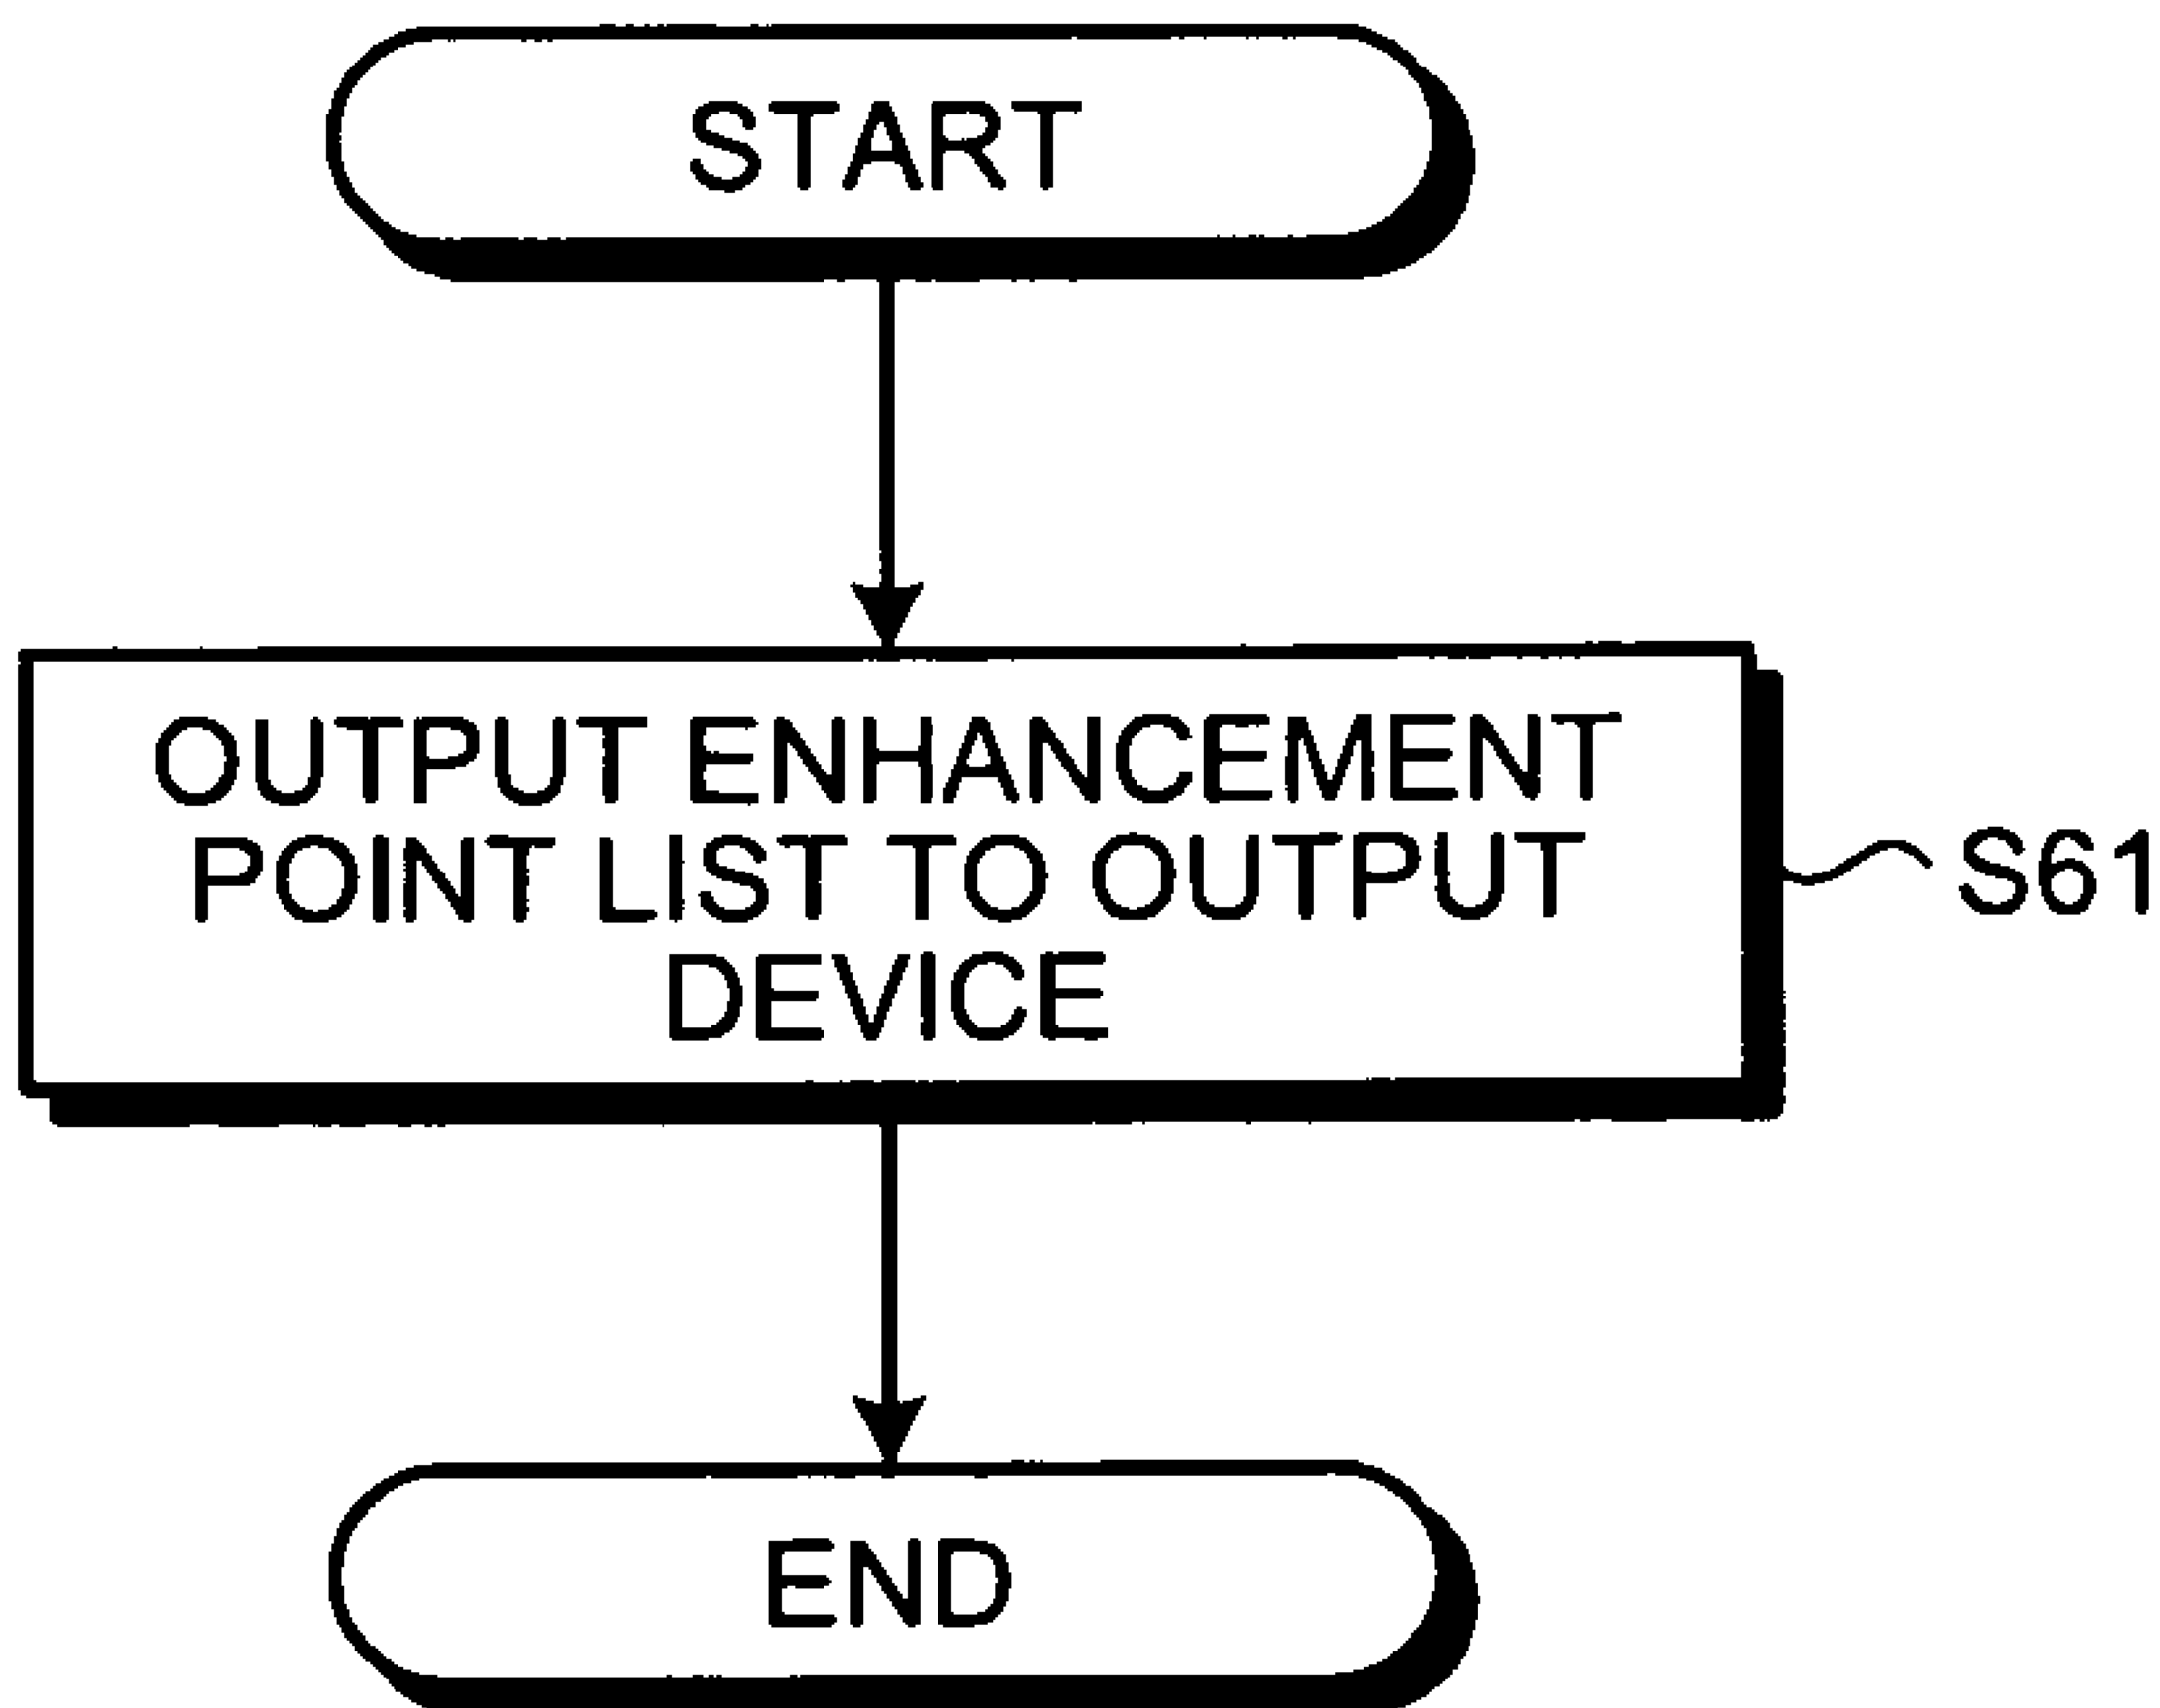 START
OUTPUT ENHANCEMENT
POINT LIST TO OUTPUT
DEVICE
S61
END